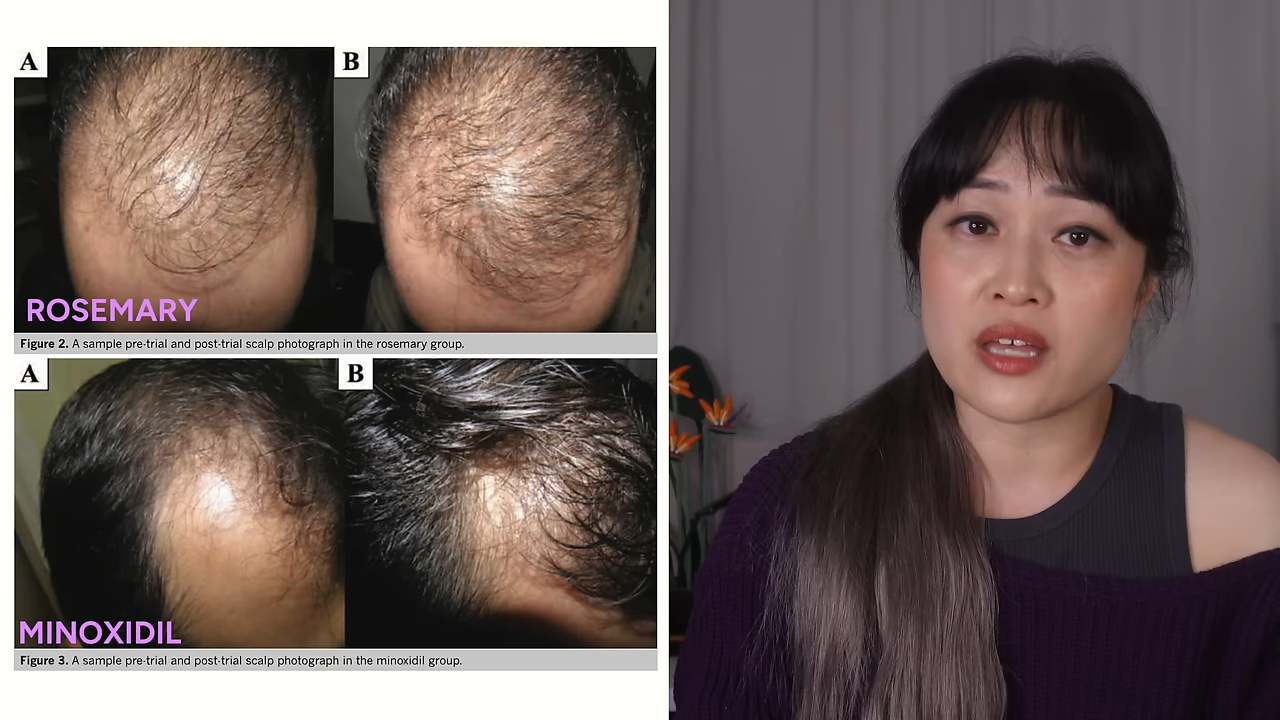 A
B
ROSEMARY
Figure 2. A sample pre-trial and post-trial scalp photograph in the rosemary group.
A
B
MINOXIDIL
Figure 3. A sample pre-trial and post-trial scalp photograph in the minoxidil group.